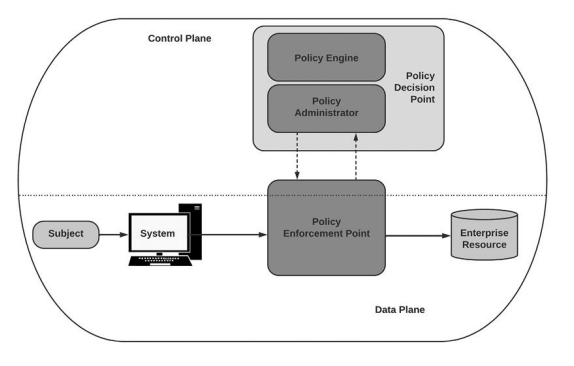 Control Plane
Policy Engine
Policy
Administrator
Policy
Decision
Point
Subject
System
Policy
Enforcement Point
Enterprise
Resource
Data Plane